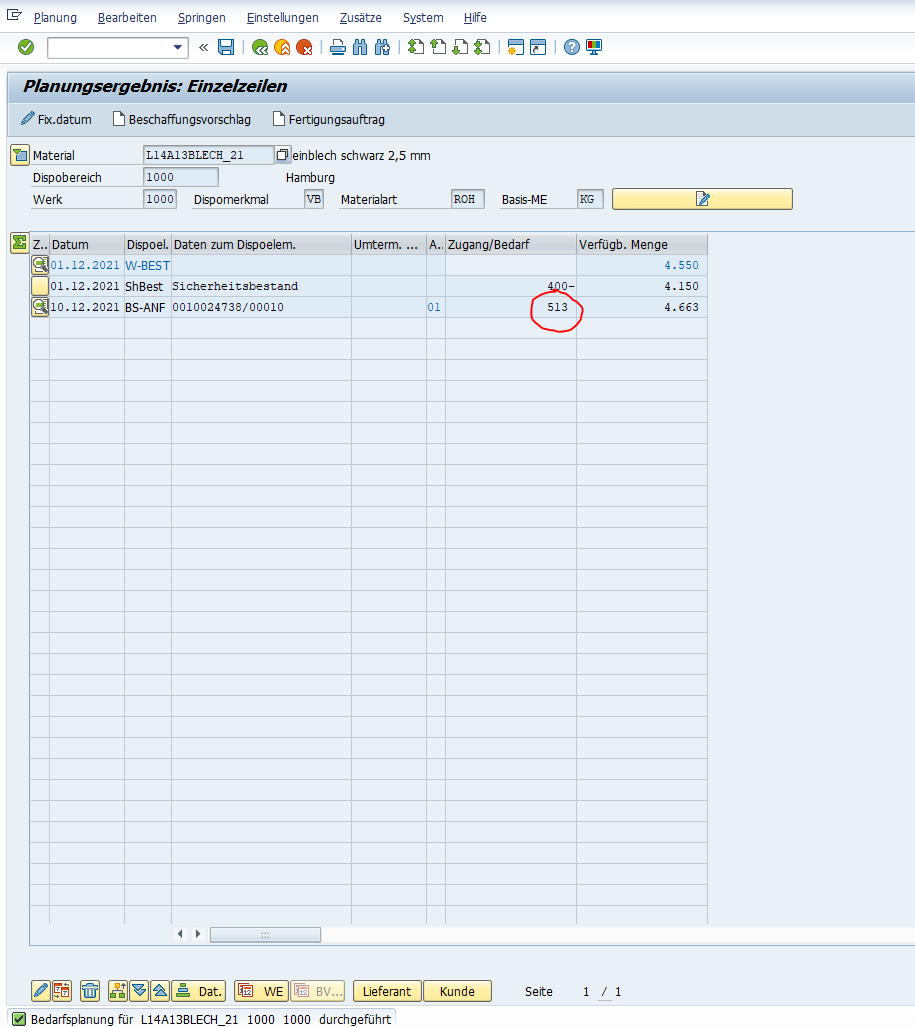 Planung Bearbeiten Springen Einstellungen Zusätze System Hilfe
Planungsergebnis: Einzelzeilen
Fix.datum Beschaffungsvorschlag Fertigungsauftrag
Material L14A13BLECH_21 einblech schwarz 2,5 mm
Dispobereich 1000 Hamburg
Werk 1000 Dispomerkmal VB Materialart ROH Basis-ME KG
Z.. Datum Dispoel. Daten zum Dispoelem. Umterm. ... A.. Zugang/Bedarf Verfügb. Menge
01.12.2021 W-BEST 4.550
01.12.2021 ShBest Sicherheitsbestand 400- 4.150
10.12.2021 BS-ANF 0010024738/00010 01 513 4.663
Dat. WE BV... Lieferant Kunde Seite 1 / 1
Bedarfsplanung für L14A13BLECH_21 1000 1000 durchgeführt